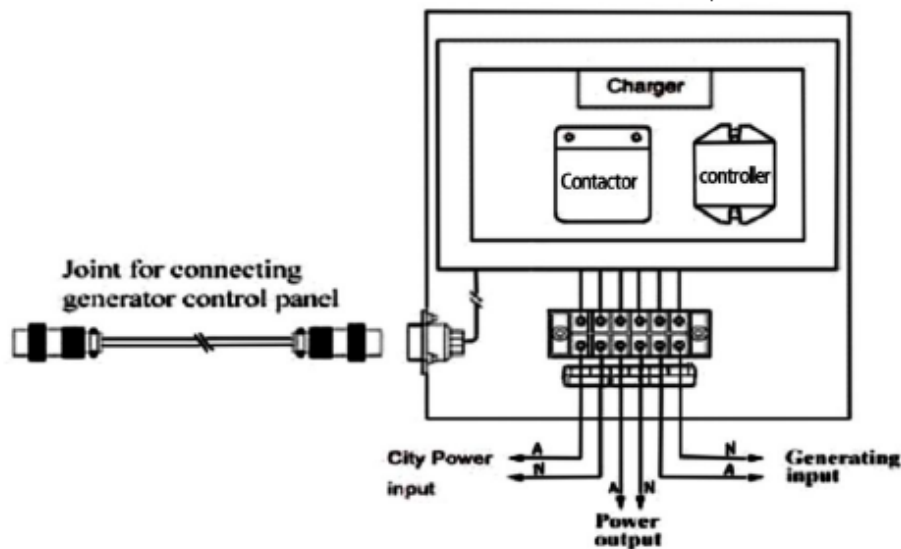 Charger
Contactor
controller
Joint for connecting
generator control panel
City Power
input
A
N
A
N
Power
output
N
A
Generating
input